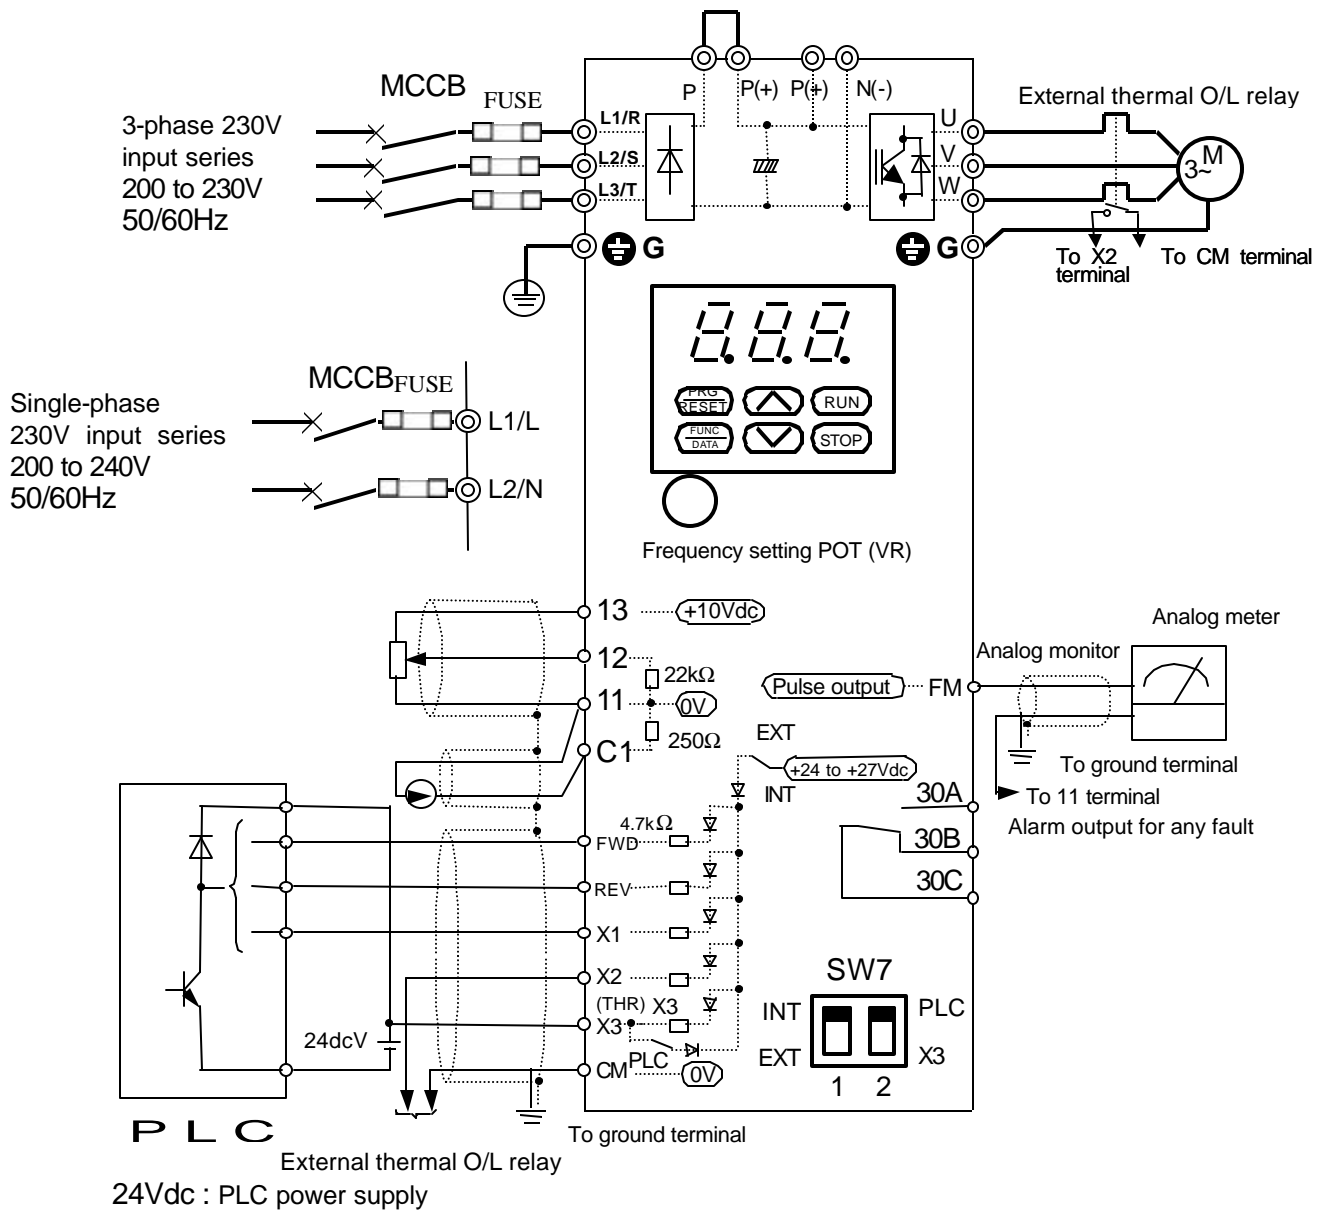 MCCB
FUSE
3-phase 230V
input series
200 to 230V
50/60Hz
P
P(+)
P(+)
N(-)
L1/R
L2/S
L3/T
U
V
W
External thermal O/L relay
M
3~
G
G
To X2
terminal
To CM terminal
PRG
RESET
RUN
FUNC
DATA
STOP
Frequency setting POT (VR)
MCCB
FUSE
Single-phase
230V input series
200 to 240V
50/60Hz
L1/L
L2/N
13
+10Vdc
12
22kΩ
11
0V
250Ω
C1
Pulse output
FM
Analog monitor
Analog meter
EXT
+24 to +27Vdc
INT
To ground terminal
To 11 terminal
Alarm output for any fault
30A
30B
30C
4.7kΩ
FWD
REV
X1
X2
(THR)
X3
X3
PLC
CM
0V
24dcV
SW7
INT
PLC
EXT
X3
1 2
PLC
To ground terminal
External thermal O/L relay
24Vdc : PLC power supply